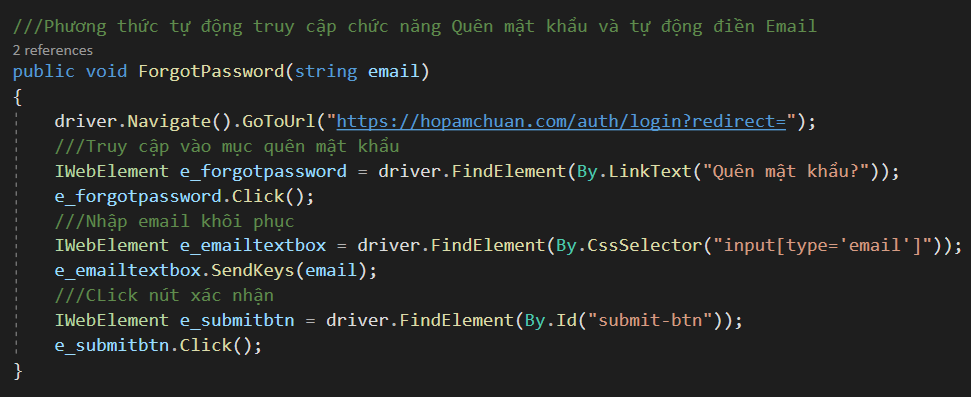 ///Phương thức tự động truy cập chức năng Quên mật khẩu và tự động điền Email
2 references
public void ForgotPassword(string email)
{
driver.Navigate().GoToUrl("https://hopamchuan.com/auth/login?redirect=");
///Truy cập vào mục quên mật khẩu
IWebElement e_forgotpassword = driver.FindElement(By.LinkText("Quên mật khẩu?"));
e_forgotpassword.Click();
///Nhập email khôi phục
IWebElement e_emailtextbox = driver.FindElement(By.CssSelector("input[type='email']"));
e_emailtextbox.SendKeys(email);
///CLick nút xác nhận
IWebElement e_submitbtn = driver.FindElement(By.Id("submit-btn"));
e_submitbtn.Click();
}